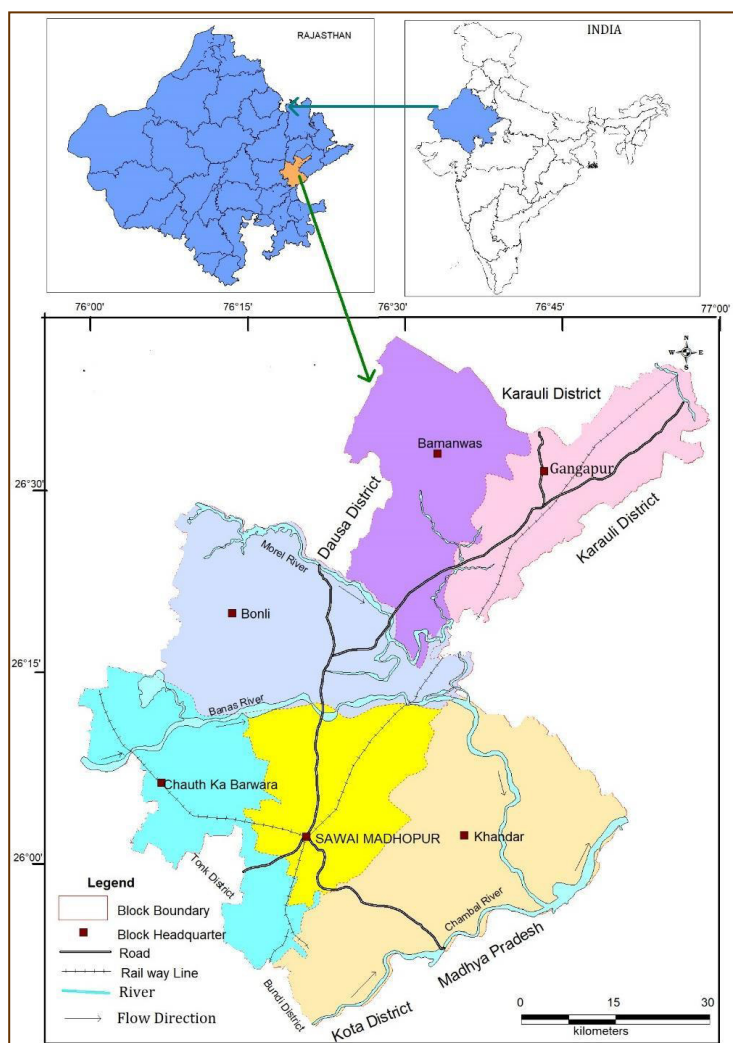 RAJASTHAN
INDIA
76°00'
76°15'
76°30'
76°45'
77°00'
N
W
E
S
Karauli District
Bamanwas
Gangapur
26°30'
Dausa District
Karauli District
Morel River
Bonli
26°15'
Banas River
Chauth Ka Barwara
SAWAI MADHOPUR
Khandar
26°00'
Tonk District
Chambal River
Madhya Pradesh
Bundi District
Kota District
Legend
Block Boundary
Block Headquarter
Road
Rail way Line
River
Flow Direction
0 15 30
kilometers